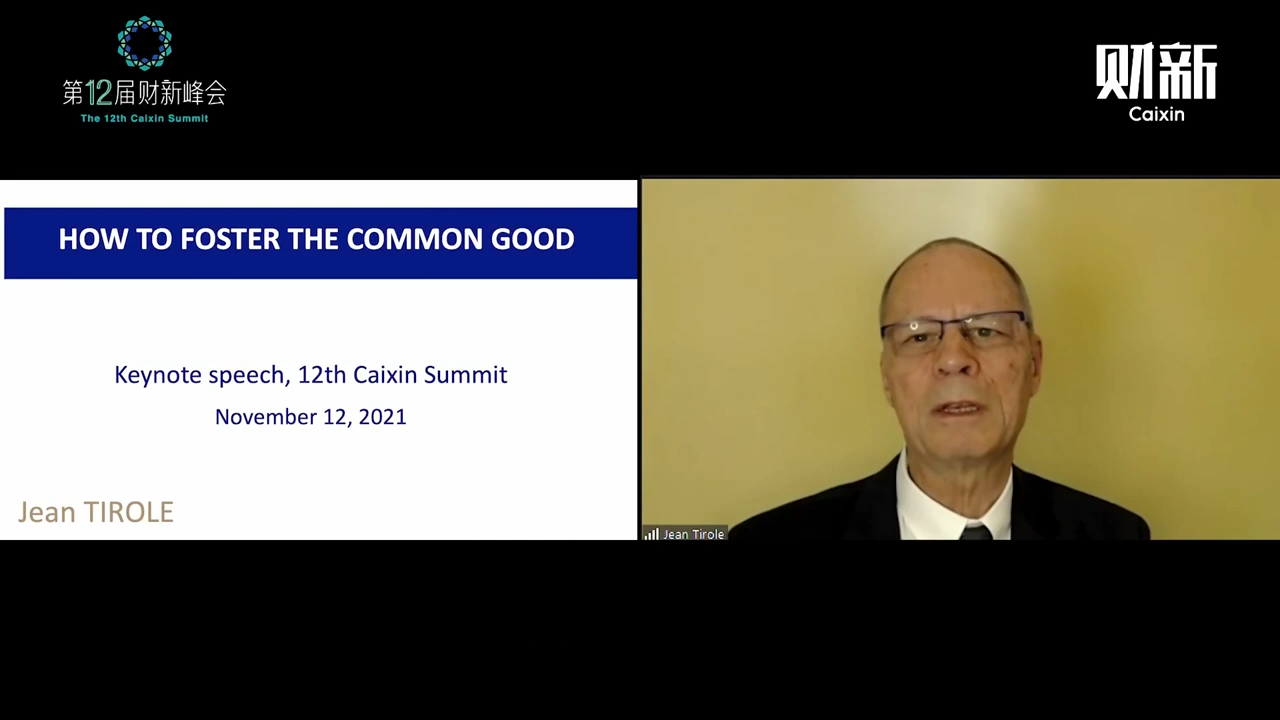 第12届财新峰会
The 12th Caixin Summit
财新
Caixin
HOW TO FOSTER THE COMMON GOOD
Keynote speech, 12th Caixin Summit
November 12, 2021
Jean TIROLE
Jean Tirole